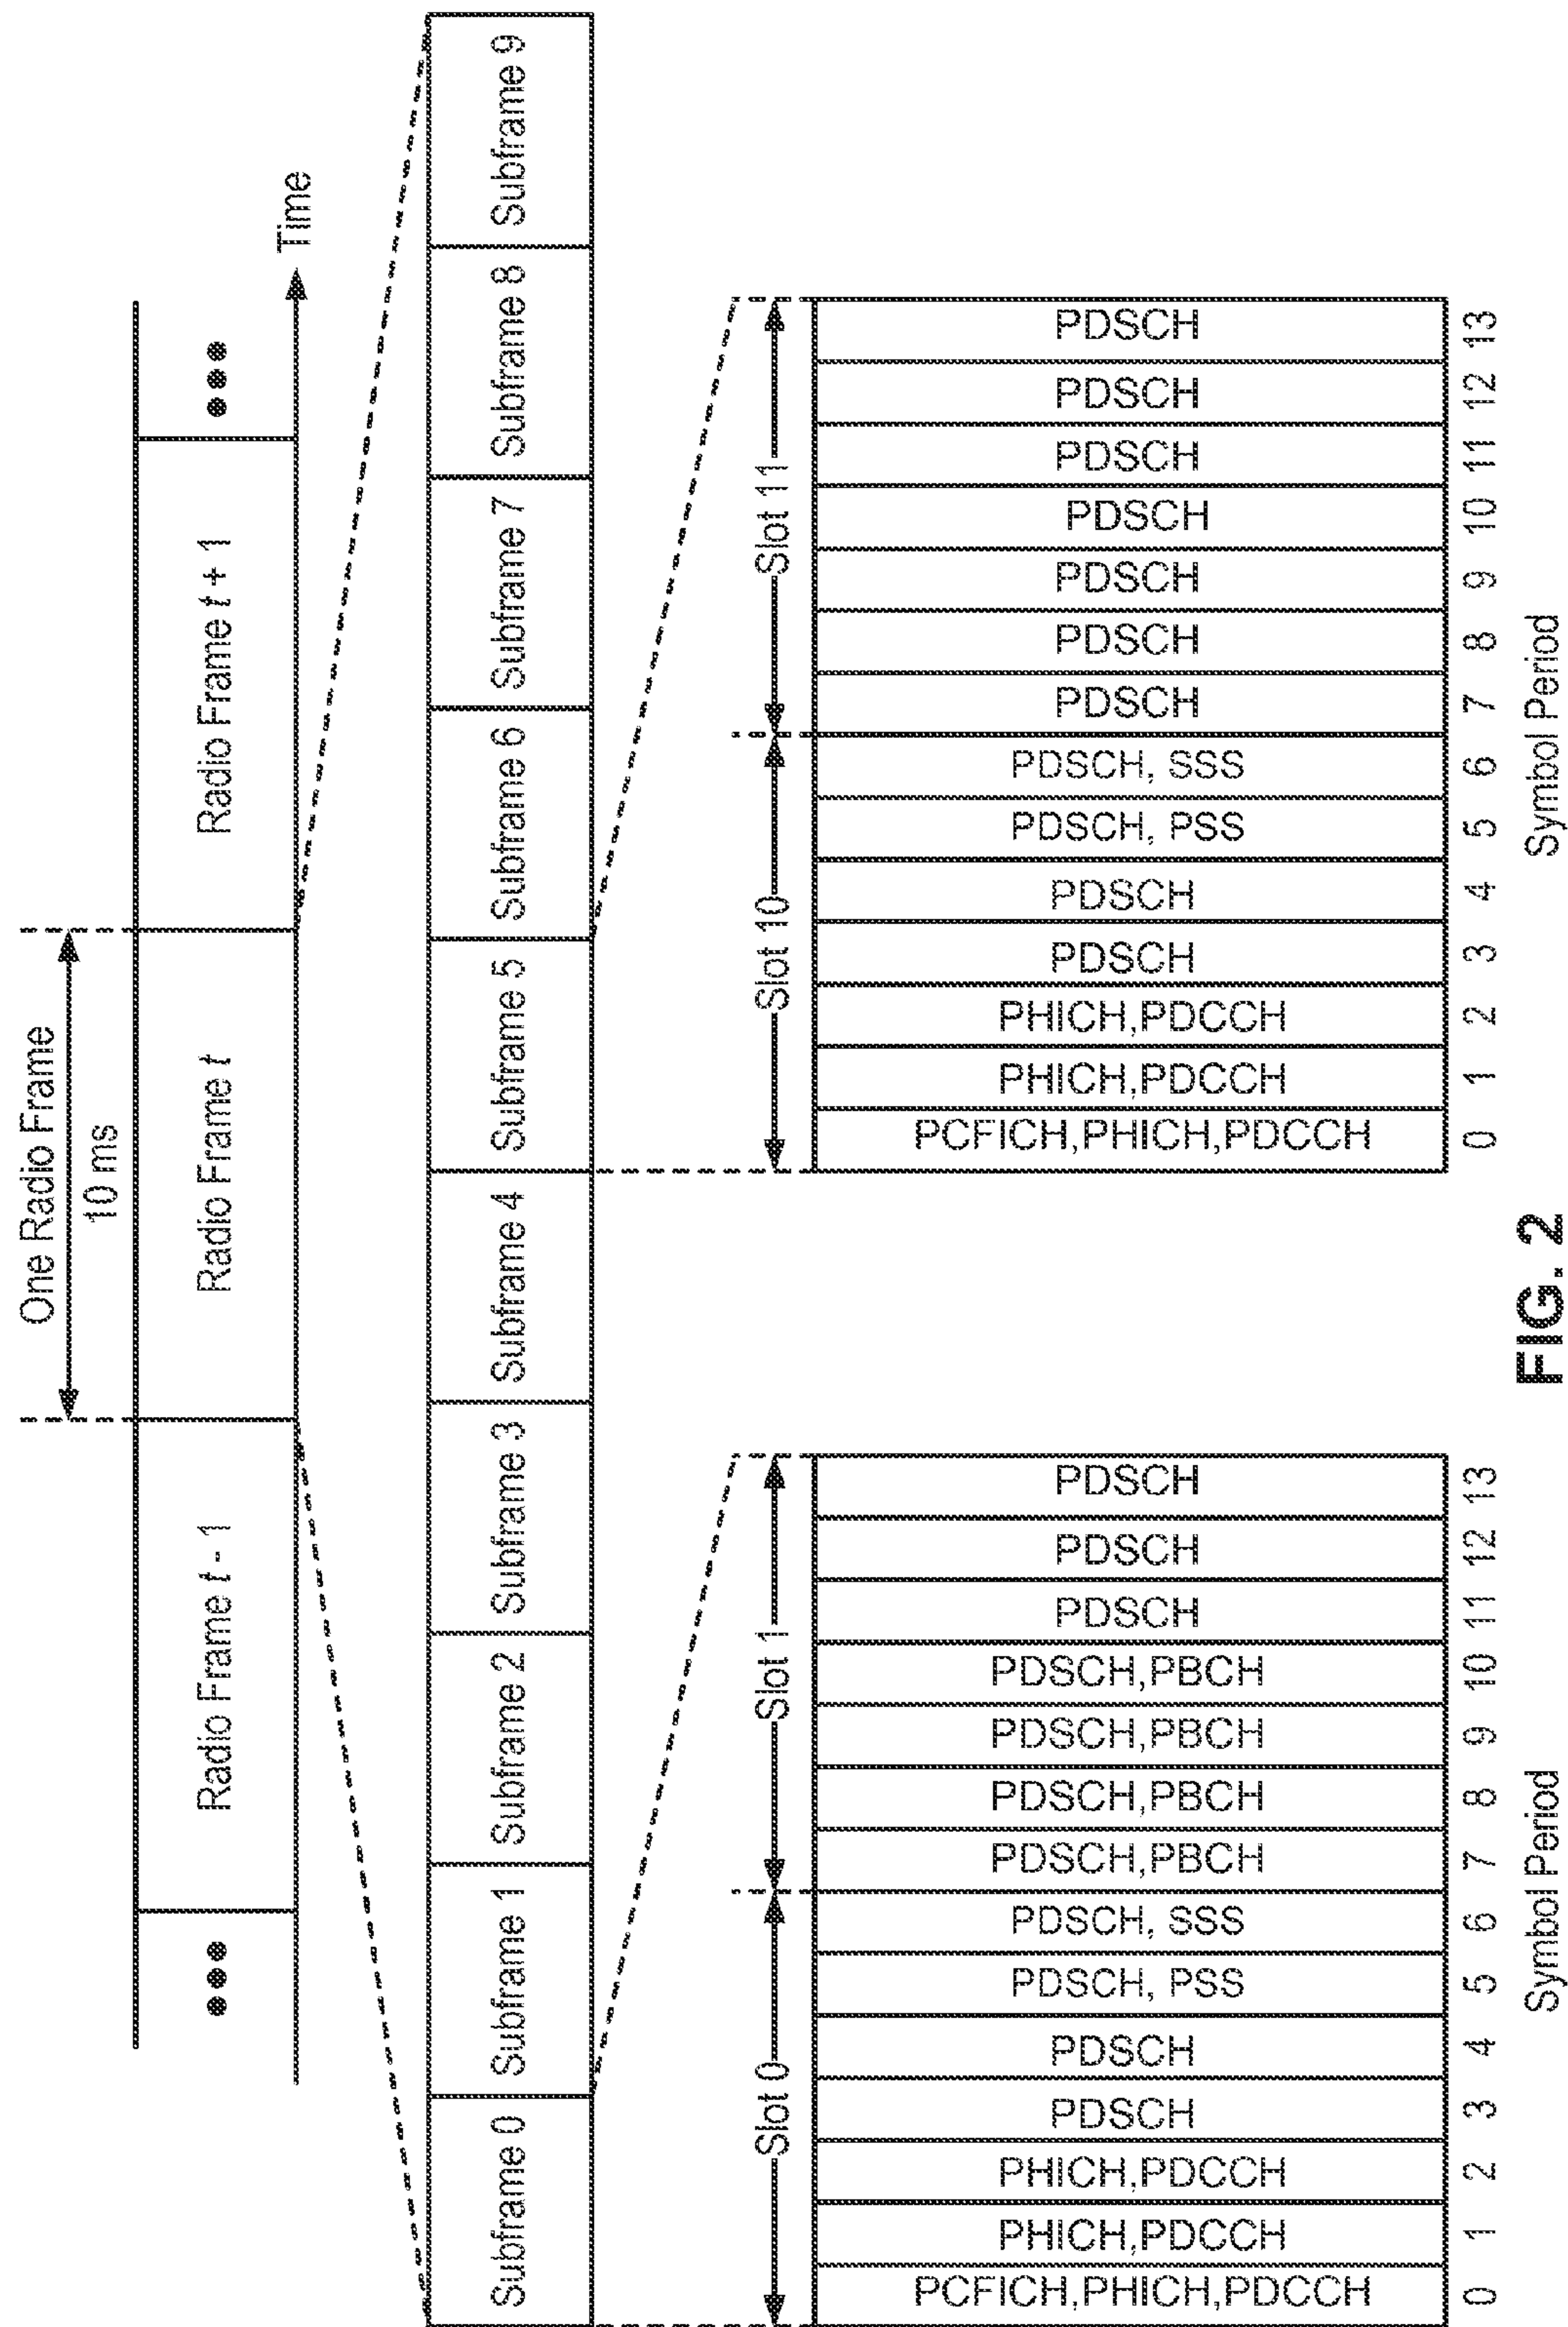 One Radio Frame
10 ms
Radio Frame t - 1
Radio Frame t
Radio Frame t + 1
Time
Subframe 0
Subframe 1
Subframe 2
Subframe 3
Subframe 4
Subframe 5
Subframe 6
Subframe 7
Subframe 8
Subframe 9
Slot 0
Slot 1
PCFICH,PHICH,PDCCH
PHICH,PDCCH
PHICH,PDCCH
PDSCH
PDSCH
PDSCH, PSS
PDSCH, SSS
PDSCH,PBCH
PDSCH,PBCH
PDSCH,PBCH
PDSCH,PBCH
PDSCH
PDSCH
PDSCH
0 1 2 3 4 5 6 7 8 9 10 11 12 13
Symbol Period
Slot 10
Slot 11
PCFICH,PHICH,PDCCH
PHICH,PDCCH
PHICH,PDCCH
PDSCH
PDSCH
PDSCH, PSS
PDSCH, SSS
PDSCH
PDSCH
PDSCH
PDSCH
PDSCH
PDSCH
PDSCH
0 1 2 3 4 5 6 7 8 9 10 11 12 13
Symbol Period
FIG. 2